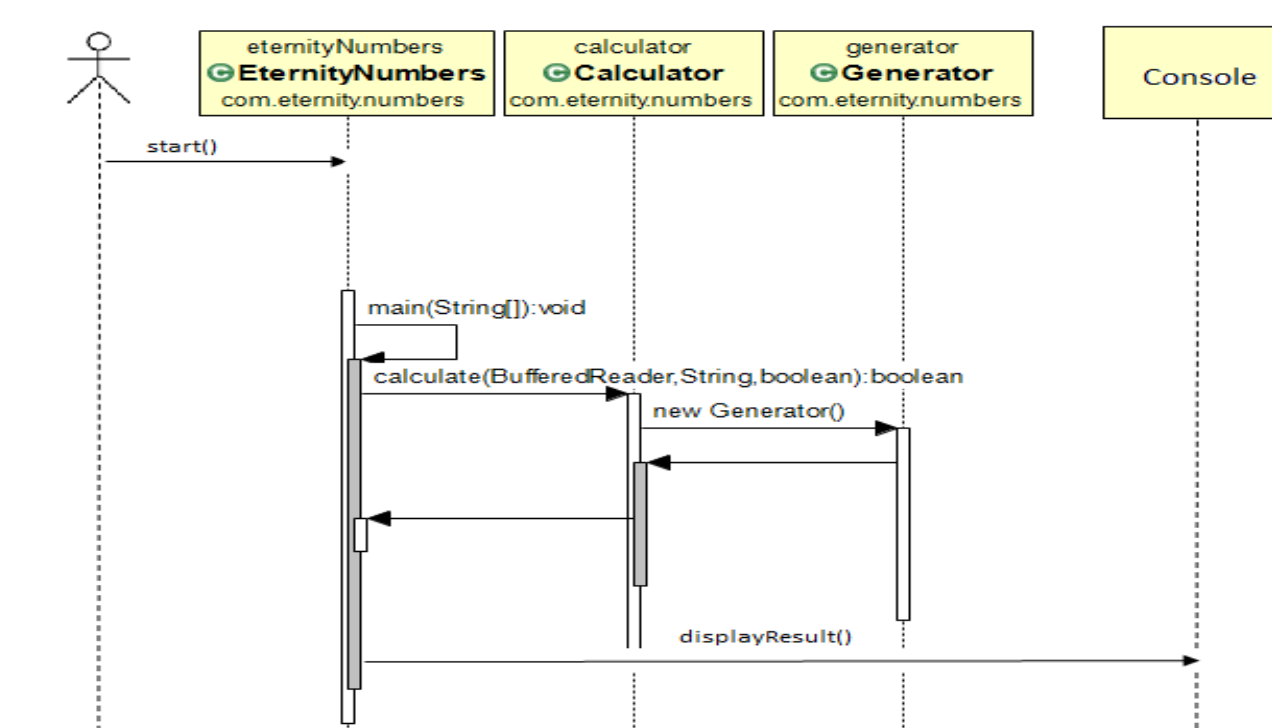 eternityNumbers
EternityNumbers
com.eternity.numbers
calculator
Calculator
com.eternity.numbers
generator
Generator
com.eternity.numbers
Console
start()
main(String[]):void
calculate(BufferedReader,String,boolean):boolean
new Generator()
displayResult()